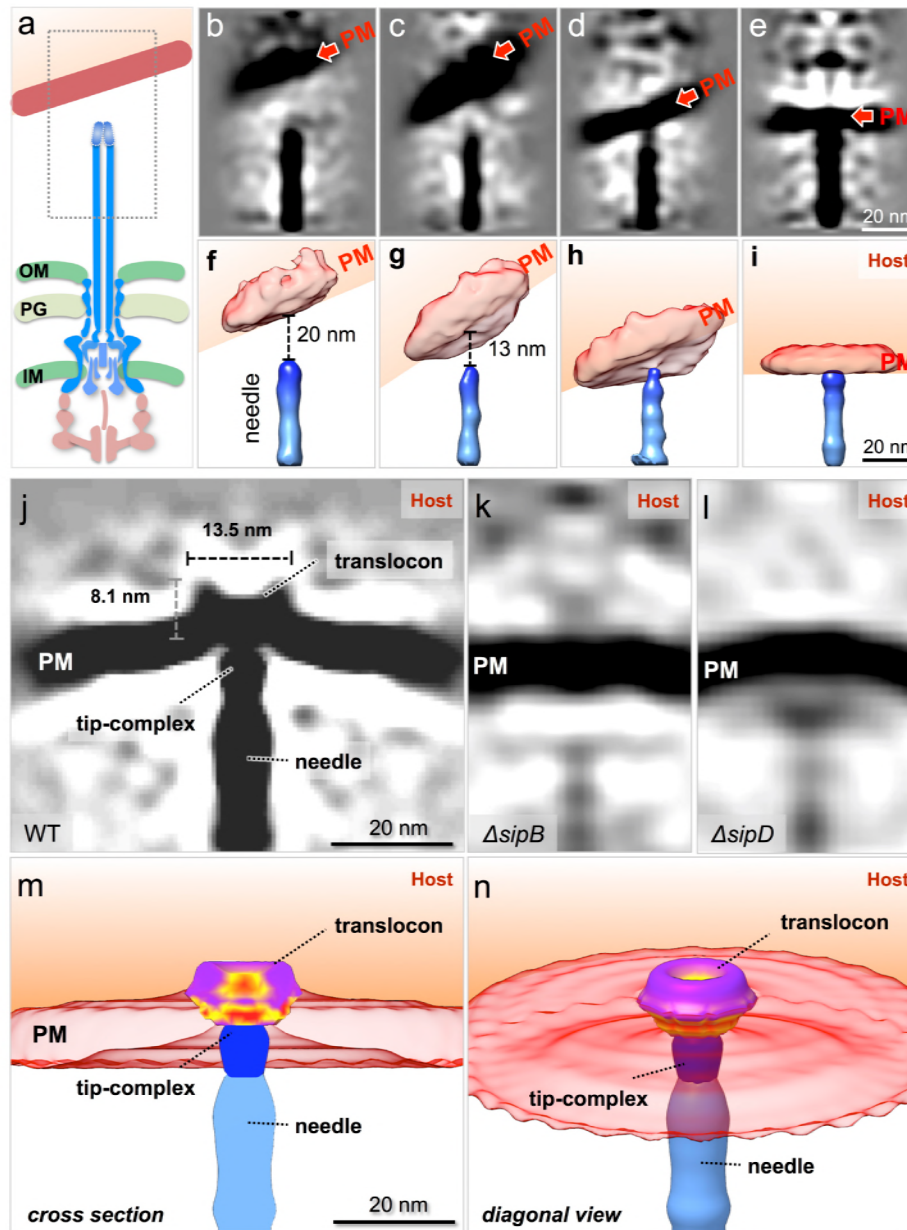 a
OM
PG
IM
b
PM
c
PM
d
PM
e
PM
20 nm
f
PM
20 nm
needle
g
PM
13 nm
h
PM
i
Host
PM
20 nm
j
Host
13.5 nm
translocon
8.1 nm
PM
tip-complex
needle
WT
20 nm
k
Host
PM
ΔsipB
l
Host
PM
ΔsipD
m
Host
translocon
PM
tip-complex
needle
cross section
20 nm
n
Host
translocon
tip-complex
needle
diagonal view